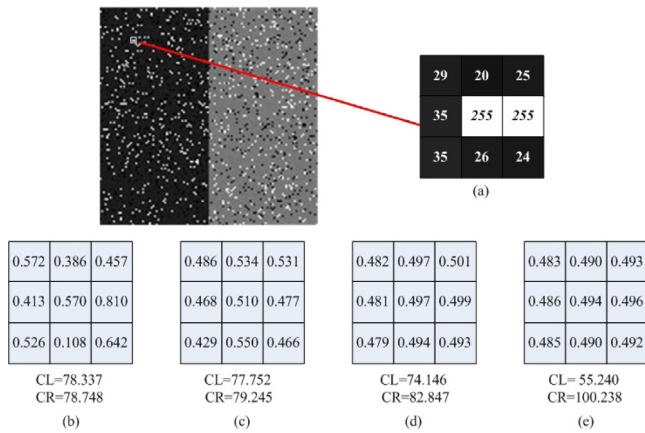 29 20 25
35 255 255
35 26 24
(a)
0.572 0.386 0.457
0.413 0.570 0.810
0.526 0.108 0.642
CL=78.337
CR=78.748
(b)
0.486 0.534 0.531
0.468 0.510 0.477
0.429 0.550 0.466
CL=77.752
CR=79.245
(c)
0.482 0.497 0.501
0.481 0.497 0.499
0.479 0.494 0.493
CL=74.146
CR=82.847
(d)
0.483 0.490 0.493
0.486 0.494 0.496
0.485 0.490 0.492
CL= 55.240
CR=100.238
(e)